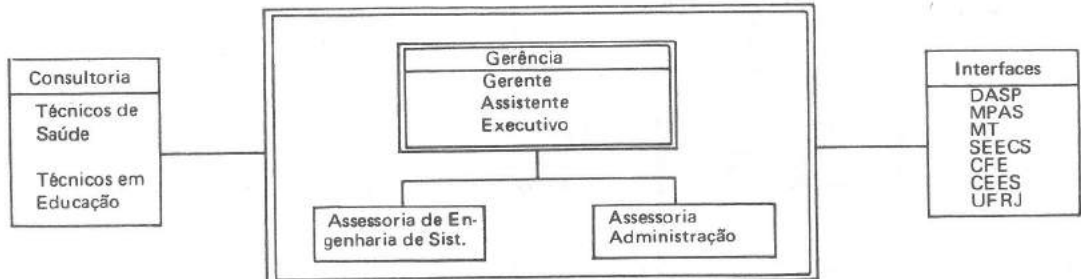 Consultoria
Técnicos de
Saúde
Técnicos em
Educação
Gerência
Gerente
Assistente
Executivo
Assessoria de En-
genharia de Sist.
Assessoria
Administração
Interfaces
DASP
MPAS
MT
SEECS
CFE
CEES
UFRJ